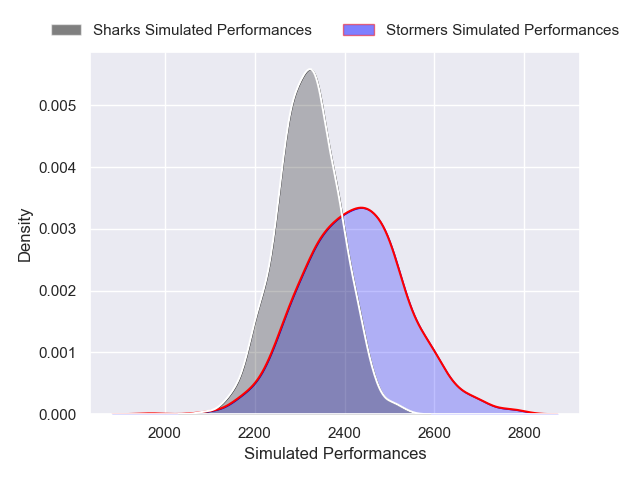 Sharks Simulated Performances Stormers Simulated Performances
0.005
0.004
0.003
0.002
0.001
0.000
Density
2000 2200 2400 2600 2800
Simulated Performances